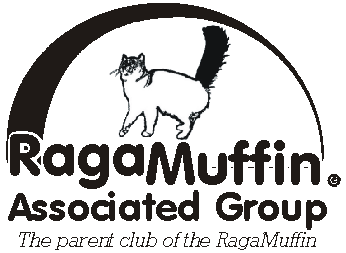 RagaMuffin®
Associated Group
The parent club of the RagaMuffin